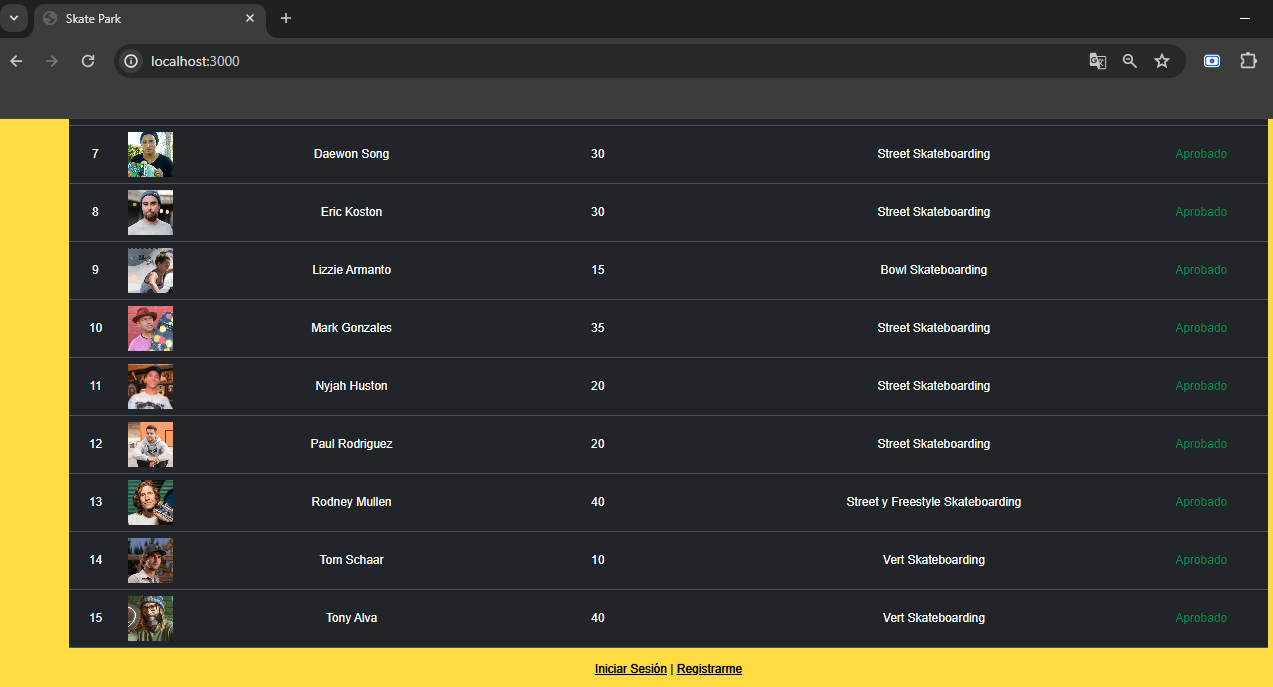 Skate Park
localhost:3000
7 Daewon Song 30 Street Skateboarding Aprobado
8 Eric Koston 30 Street Skateboarding Aprobado
9 Lizzie Armanto 15 Bowl Skateboarding Aprobado
10 Mark Gonzales 35 Street Skateboarding Aprobado
11 Nyjah Huston 20 Street Skateboarding Aprobado
12 Paul Rodriguez 20 Street Skateboarding Aprobado
13 Rodney Mullen 40 Street y Freestyle Skateboarding Aprobado
14 Tom Schaar 10 Vert Skateboarding Aprobado
15 Tony Alva 40 Vert Skateboarding Aprobado
Iniciar Sesión | Registrarme